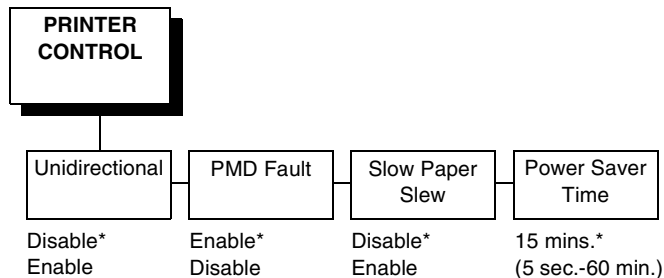 PRINTER
CONTROL
Unidirectional
PMD Fault
Slow Paper
Slew
Power Saver
Time
Disable*
Enable
Enable*
Disable
Disable*
Enable
15 mins.*
(5 sec.-60 min.)